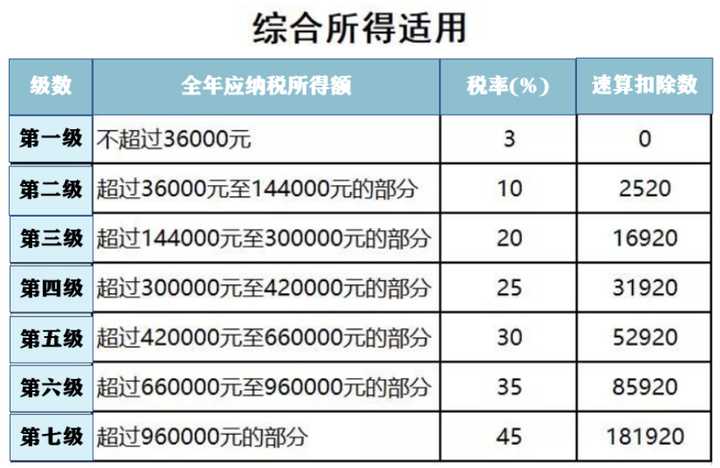 综合所得适用
级数 全年应纳税所得额 税率(%) 速算扣除数
第一级 不超过36000元 3 0
第二级 超过36000元至144000元的部分 10 2520
第三级 超过144000元至300000元的部分 20 16920
第四级 超过300000元至420000元的部分 25 31920
第五级 超过420000元至660000元的部分 30 52920
第六级 超过660000元至960000元的部分 35 85920
第七级 超过960000元的部分 45 181920